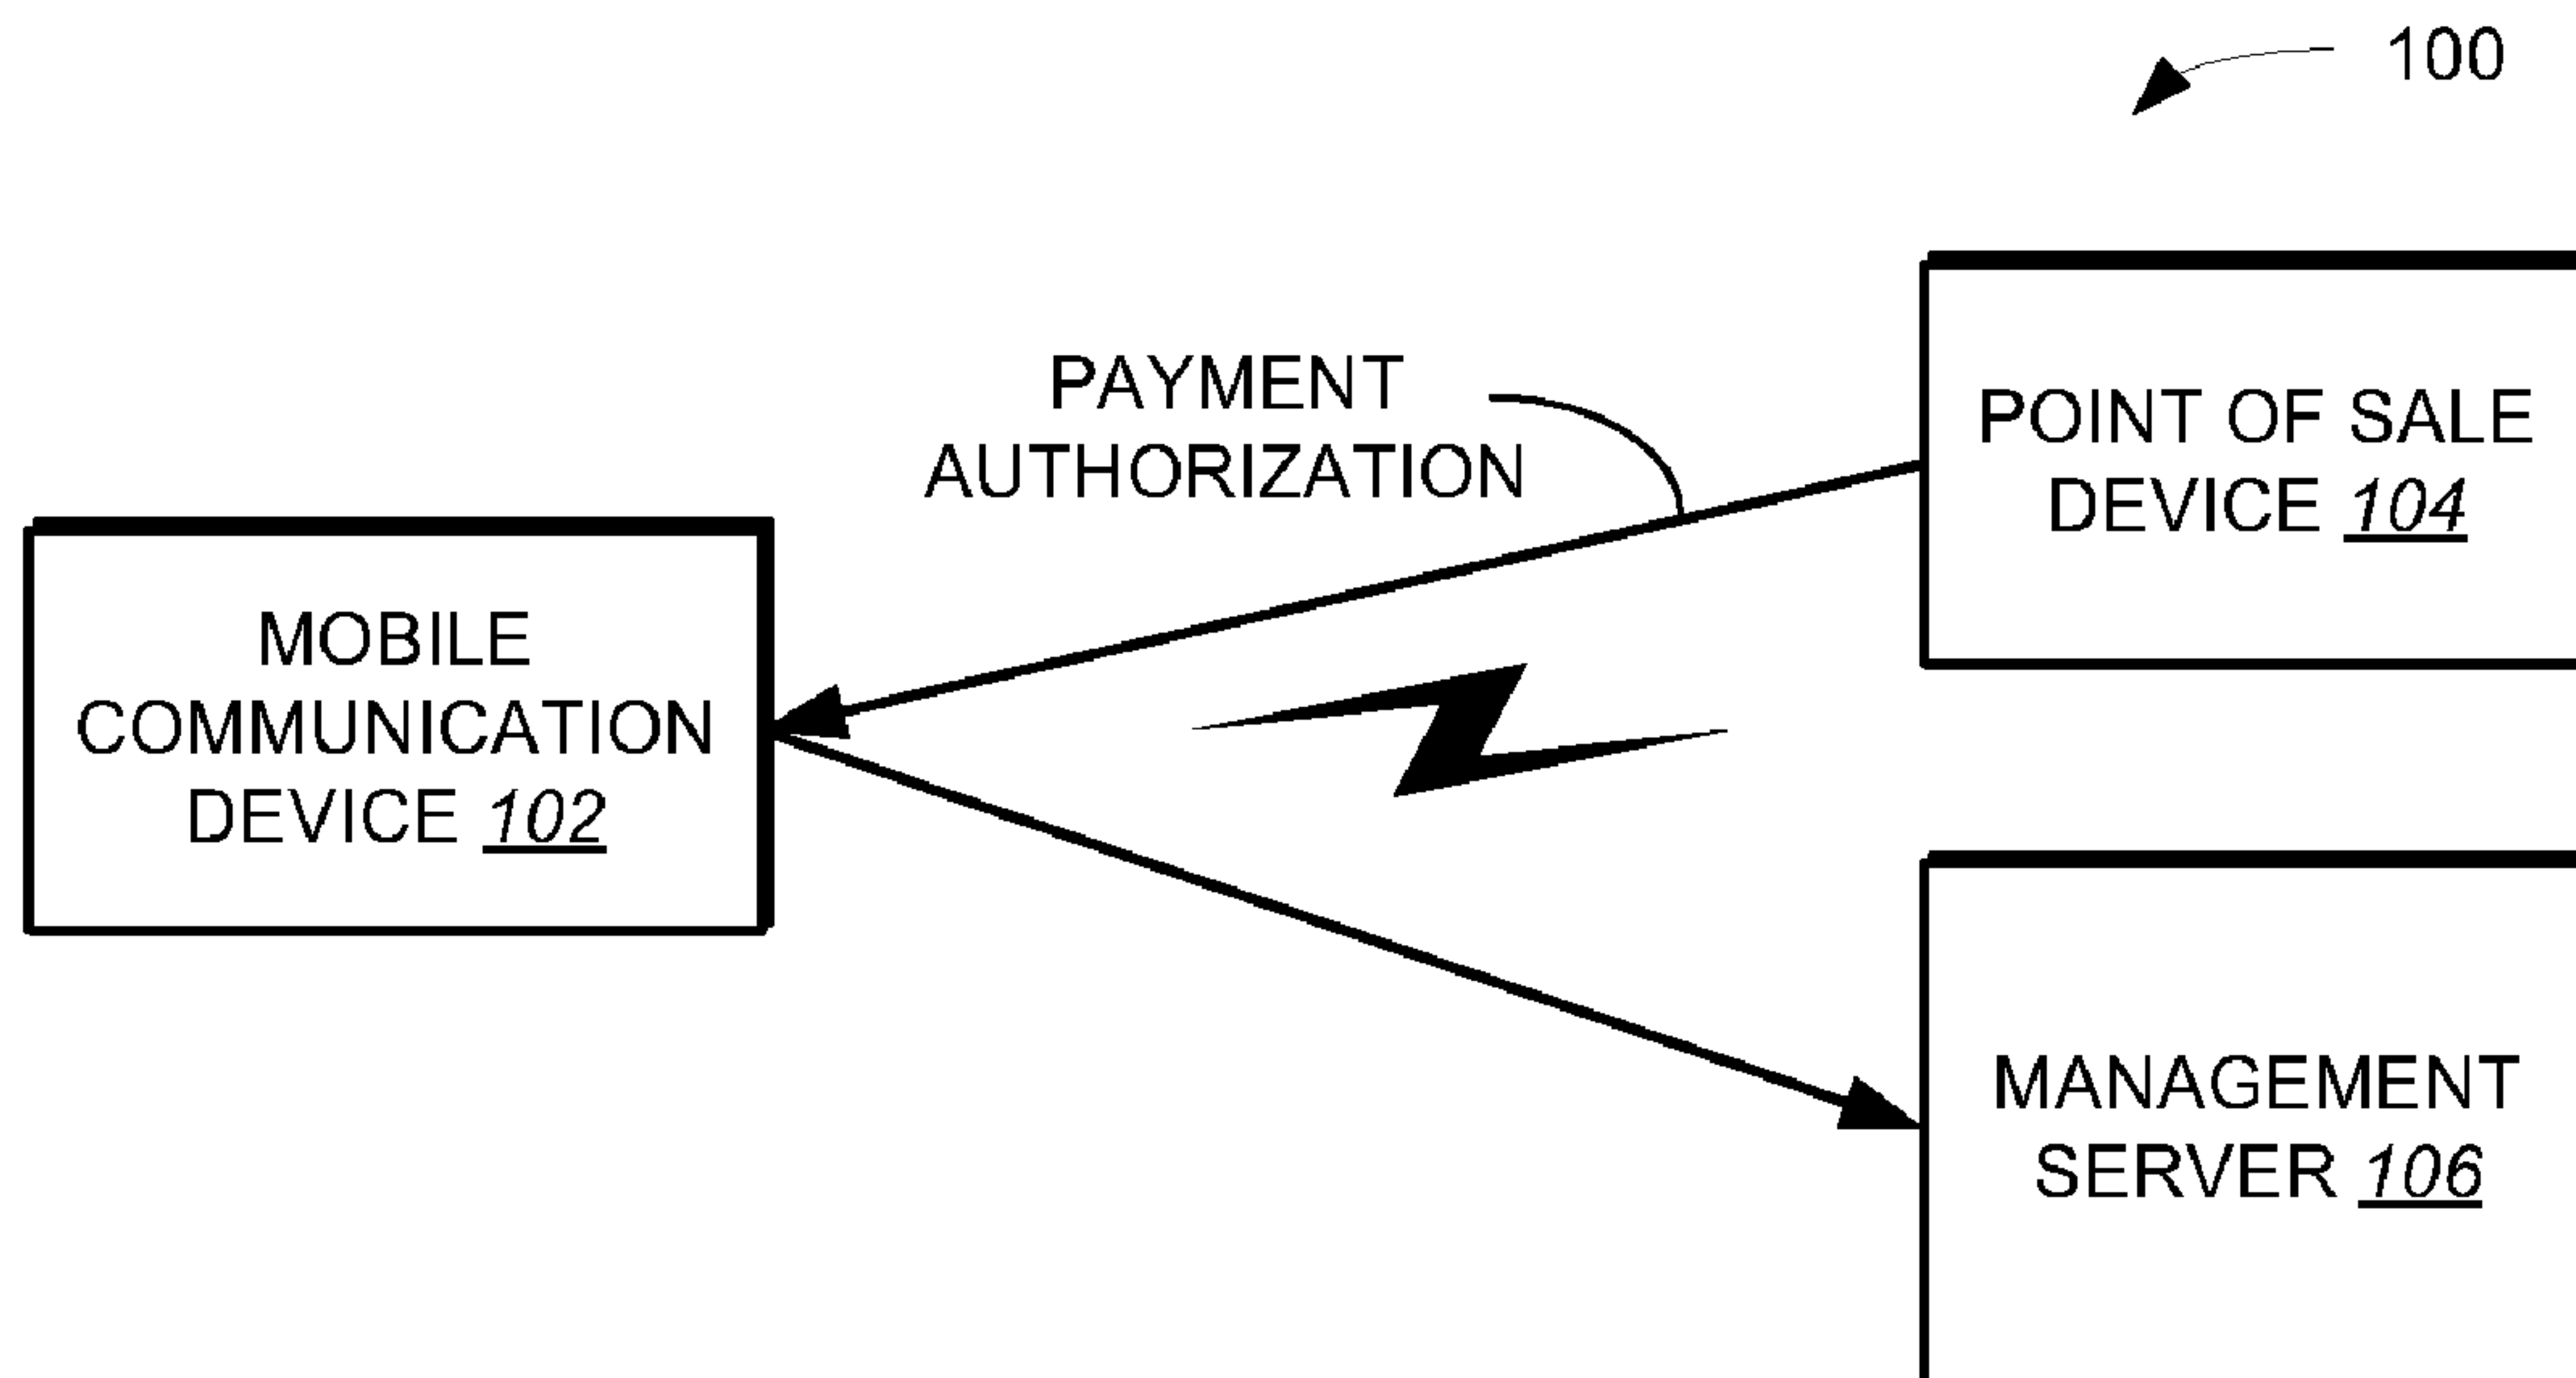 100
PAYMENT
AUTHORIZATION
POINT OF SALE
DEVICE 104
MOBILE
COMMUNICATION
DEVICE 102
MANAGEMENT
SERVER 106